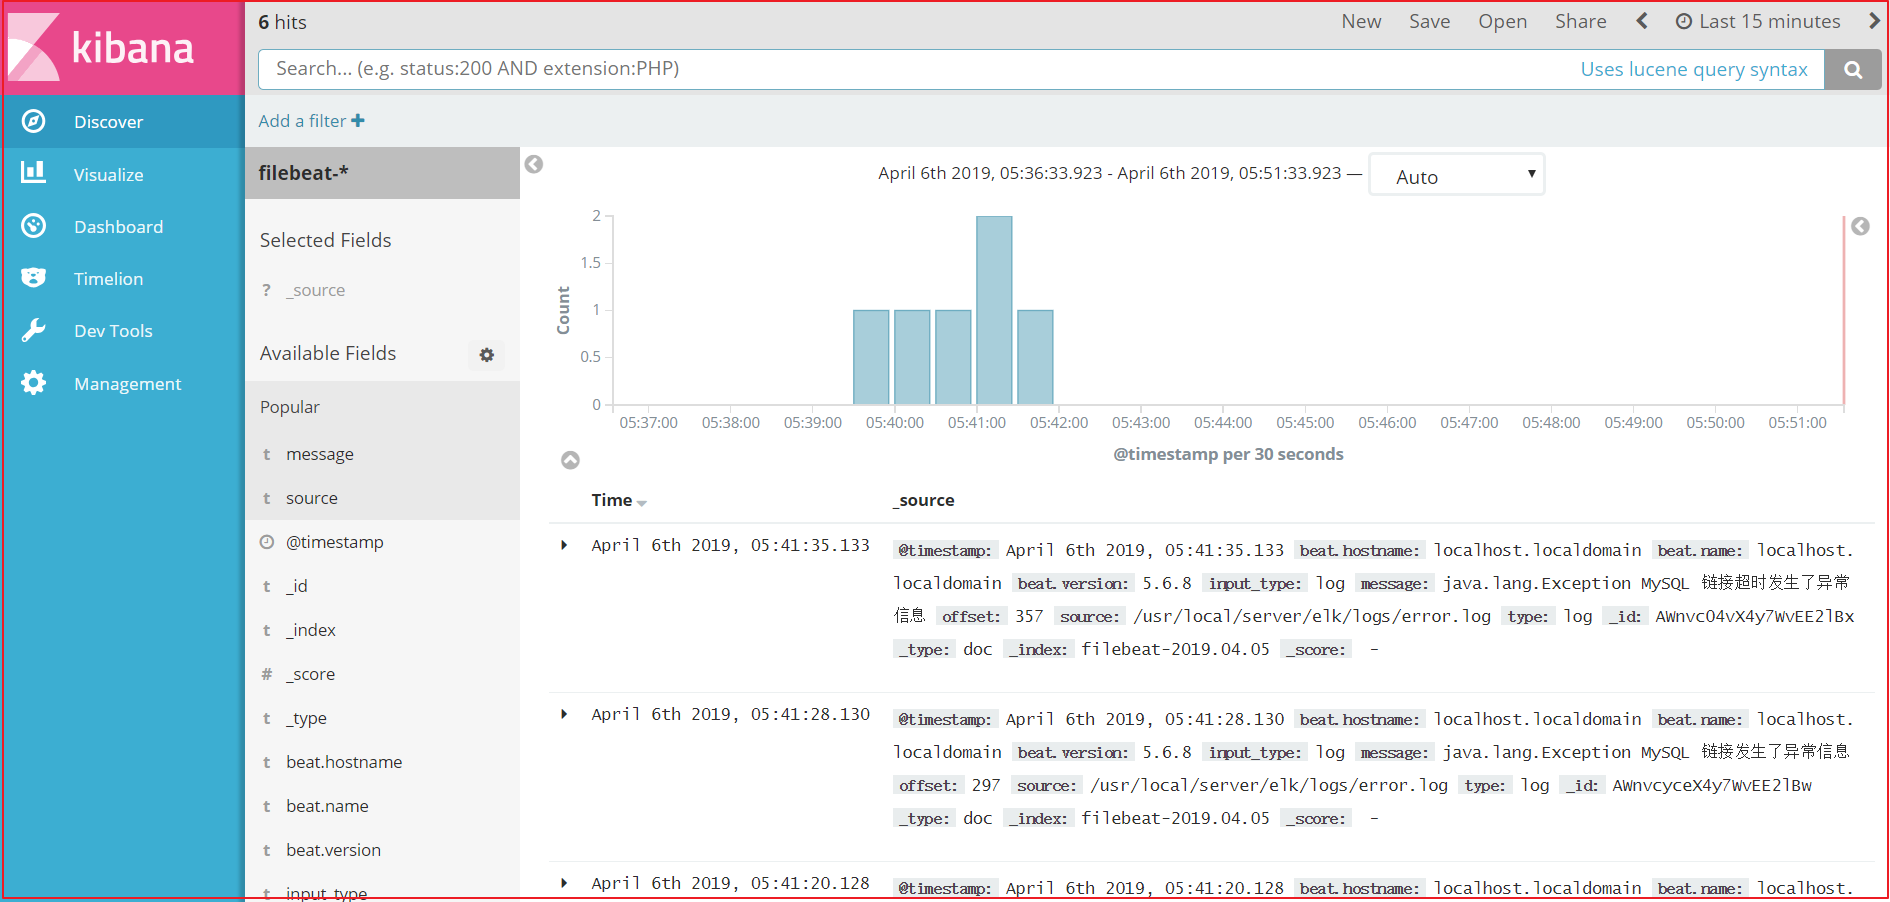 kibana
Discover
Visualize
Dashboard
Timelion
Dev Tools
Management
6 hits
New Save Open Share Last 15 minutes
Search... (e.g. status:200 AND extension:PHP) Uses lucene query syntax
Add a filter
filebeat-*
Selected Fields
? _source
Available Fields
Popular
t message
t source
@timestamp
t _id
t _index
# _score
t _type
t beat.hostname
t beat.name
t beat.version
t input_type
April 6th 2019, 05:36:33.923 - April 6th 2019, 05:51:33.923 — Auto
2
1.5
1
0.5
0
Count
05:37:00 05:38:00 05:39:00 05:40:00 05:41:00 05:42:00 05:43:00 05:44:00 05:45:00 05:46:00 05:47:00 05:48:00 05:49:00 05:50:00 05:51:00
@timestamp per 30 seconds
Time _source
April 6th 2019, 05:41:35.133 @timestamp: April 6th 2019, 05:41:35.133 beat.hostname: localhost.localdomain beat.name: localhost.
localdomain beat.version: 5.6.8 input_type: log message: java.lang.Exception MySQL 链接超时发生了异常
信息 offset: 357 source: /usr/local/server/elk/logs/error.log type: log _id: AWnvcO4vX4y7WvEE2lBx
_type: doc _index: filebeat-2019.04.05 _score: -
April 6th 2019, 05:41:28.130 @timestamp: April 6th 2019, 05:41:28.130 beat.hostname: localhost.localdomain beat.name: localhost.
localdomain beat.version: 5.6.8 input_type: log message: java.lang.Exception MySQL 链接发生了异常信息
offset: 297 source: /usr/local/server/elk/logs/error.log type: log _id: AWnvcyceX4y7WvEE2lBw
_type: doc _index: filebeat-2019.04.05 _score: -
April 6th 2019, 05:41:20.128 @timestamp: April 6th 2019, 05:41:20.128 beat.hostname: localhost.localdomain beat.name: localhost.